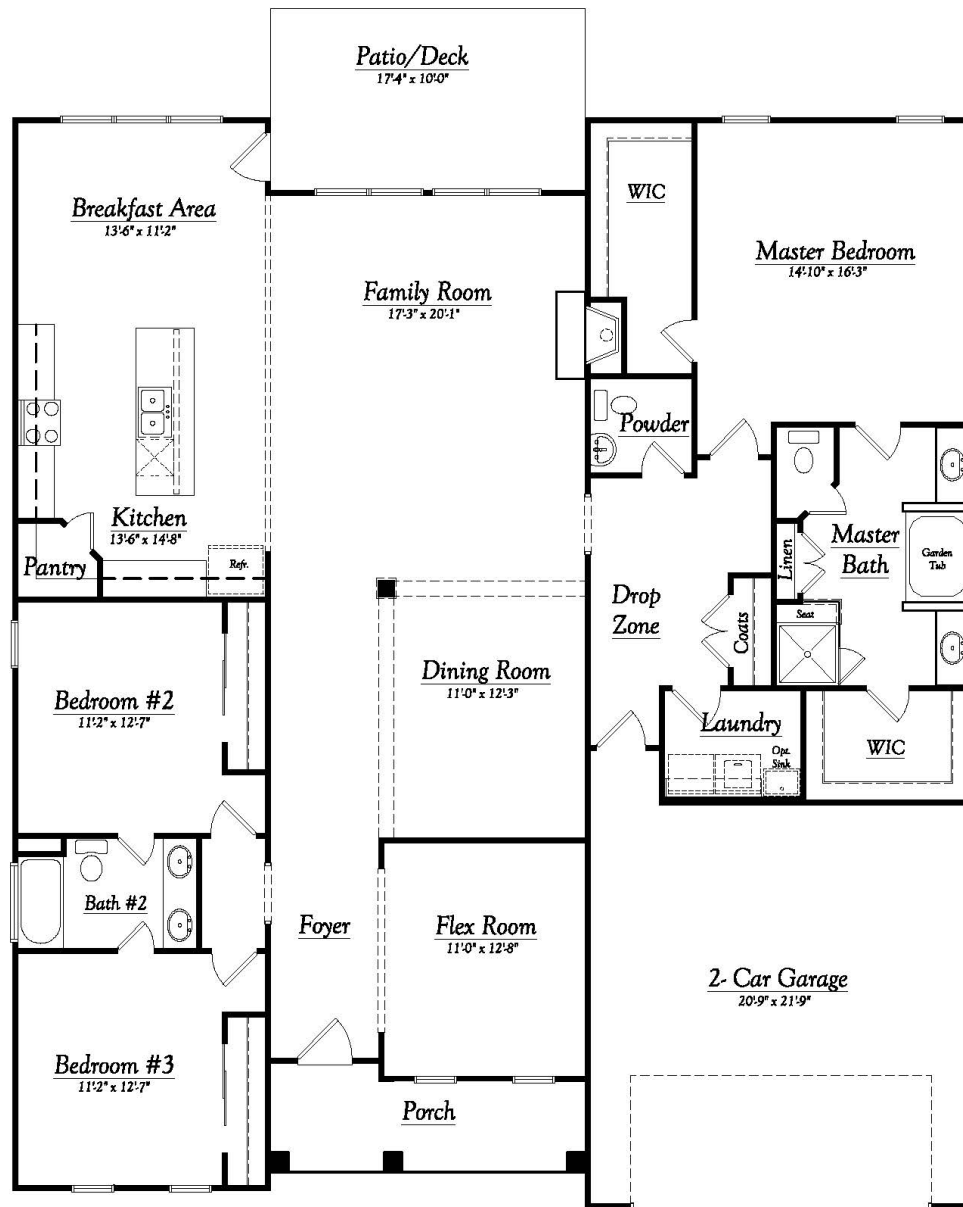 Patio/Deck
17'4" x 10'0"
WIC
Breakfast Area
13'6" x 11'2"
Master Bedroom
14'10" x 16'3"
Family Room
17'3" x 20'1"
Powder
Kitchen
13'6" x 14'8"
Pantry
Refr.
Linen
Master
Bath
Garden
Tub
Drop
Zone
Coats
Seat
Dining Room
11'0" x 12'3"
Bedroom #2
11'2" x 12'7"
Laundry
Opt.
Sink
WIC
Bath #2
Foyer
Flex Room
11'0" x 12'8"
2- Car Garage
20'9" x 21'9"
Bedroom #3
11'2" x 12'7"
Porch